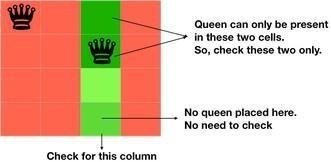 Queen can only be present
in these two cells.
So, check these two only.
No queen placed here.
No need to check
Check for this column